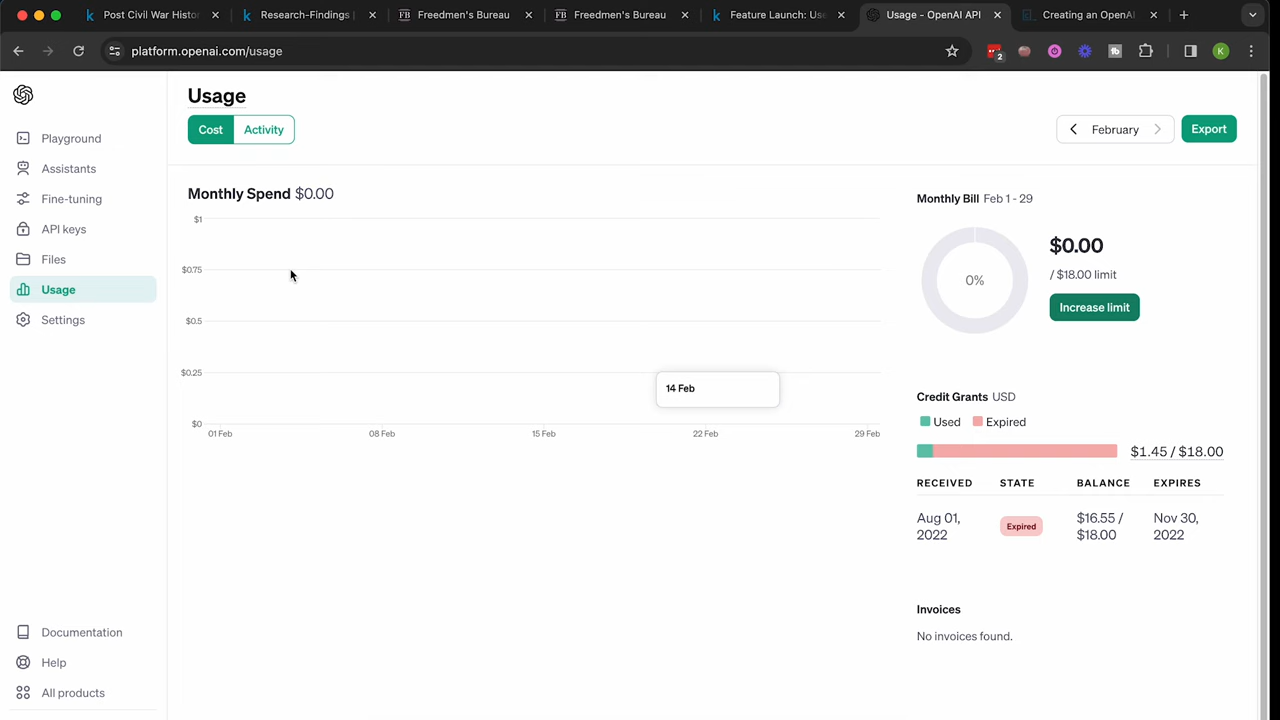 Post Civil War Histor
Research-Findings |
FB Freedmen's Bureau
FB Freedmen's Bureau
Feature Launch: Use
Usage - OpenAI API
Creating an OpenAI
platform.openai.com/usage
2
tb
K
Usage
Cost
Activity
February
Export
Playground
Assistants
Fine-tuning
API keys
Files
Usage
Settings
Documentation
Help
All products
Monthly Spend $0.00
$1
$0.75
$0.5
$0.25
$0
14 Feb
01 Feb
08 Feb
15 Feb
22 Feb
29 Feb
Monthly Bill Feb 1 - 29
0%
$0.00
/ $18.00 limit
Increase limit
Credit Grants USD
Used
Expired
$1.45 / $18.00
RECEIVED STATE BALANCE EXPIRES
Aug 01, 2022
Expired
$16.55 / $18.00
Nov 30, 2022
Invoices
No invoices found.